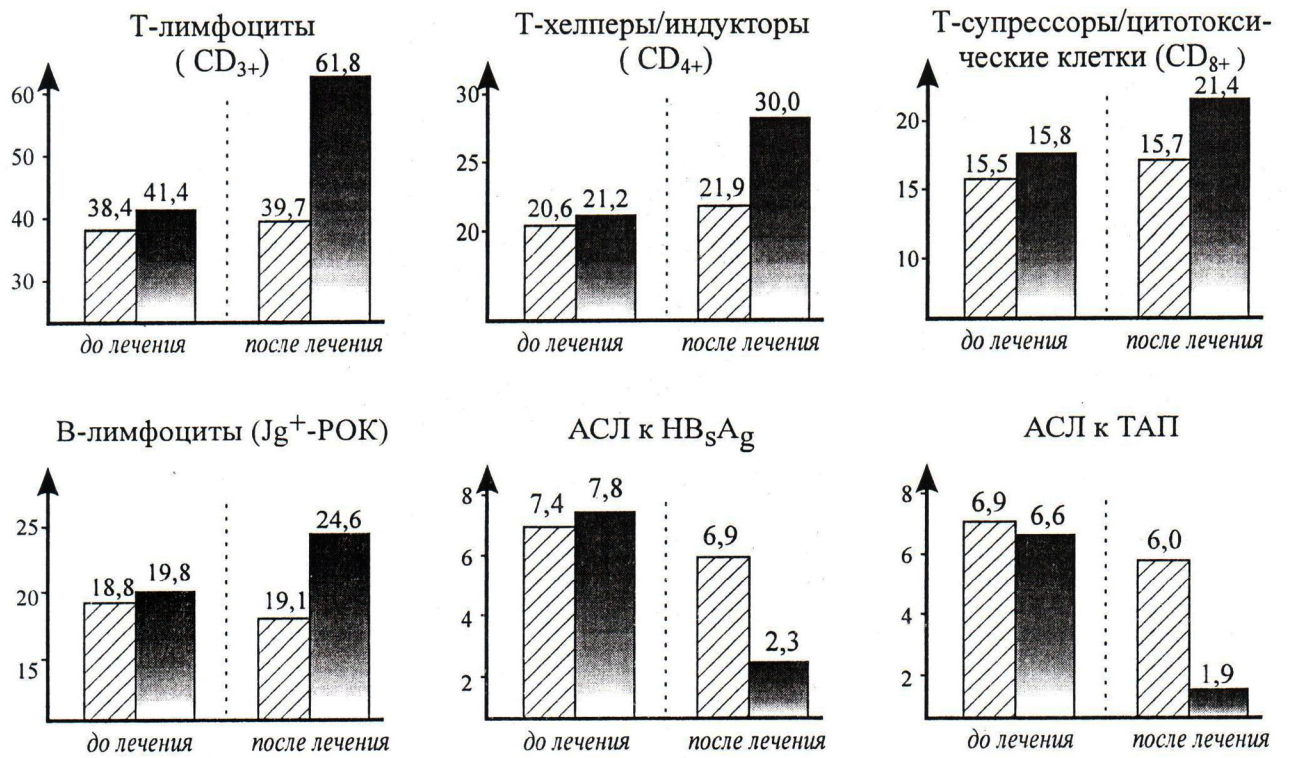 Т-лимфоциты
( CD3+)
61,8
60
50
40
30
38,4
41,4
39,7
до лечения
после лечения
Т-хелперы/индукторы
( CD4+)
30
25
20
20,6
21,2
21,9
30,0
до лечения
после лечения
Т-супрессоры/цитотокси-
ческие клетки (CD8+ )
21,4
20
15
10
15,5
15,8
15,7
до лечения
после лечения
В-лимфоциты (Jg+-РОК)
25
20
15
18,8
19,8
19,1
24,6
до лечения
после лечения
АСЛ к HBsAg
8
6
4
2
7,4
7,8
6,9
2,3
до лечения
после лечения
АСЛ к ТАП
8
6
4
2
6,9
6,6
6,0
1,9
до лечения
после лечения